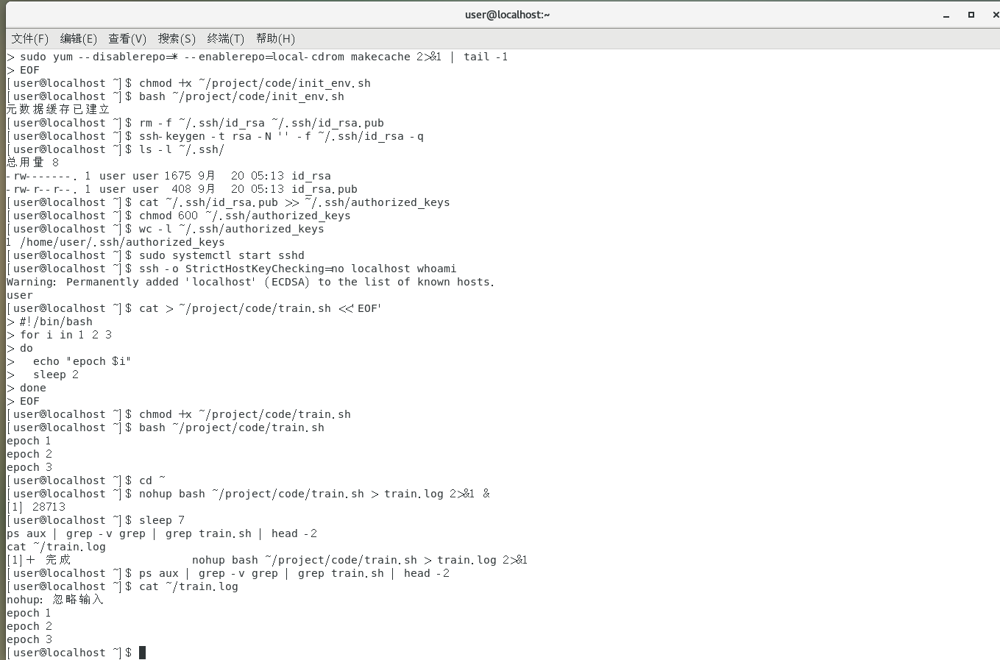 user@localhost:~
文件(F) 编辑(E) 查看(V) 搜索(S) 终端(T) 帮助(H)
> sudo yum --disablerepo=* --enablerepo=local-cdrom makecache 2>&1 | tail -1
> EOF
[user@localhost ~]$ chmod +x ~/project/code/init_env.sh
[user@localhost ~]$ bash ~/project/code/init_env.sh
元数据缓存已建立
[user@localhost ~]$ rm -f ~/.ssh/id_rsa ~/.ssh/id_rsa.pub
[user@localhost ~]$ ssh-keygen -t rsa -N '' -f ~/.ssh/id_rsa -q
[user@localhost ~]$ ls -l ~/.ssh/
总用量 8
-rw-------. 1 user user 1675 9月  20 05:13 id_rsa
-rw-r--r--. 1 user user  408 9月  20 05:13 id_rsa.pub
[user@localhost ~]$ cat ~/.ssh/id_rsa.pub >> ~/.ssh/authorized_keys
[user@localhost ~]$ chmod 600 ~/.ssh/authorized_keys
[user@localhost ~]$ wc -l ~/.ssh/authorized_keys
1 /home/user/.ssh/authorized_keys
[user@localhost ~]$ sudo systemctl start sshd
[user@localhost ~]$ ssh -o StrictHostKeyChecking=no localhost whoami
Warning: Permanently added 'localhost' (ECDSA) to the list of known hosts.
user
[user@localhost ~]$ cat > ~/project/code/train.sh <<'EOF'
> #!/bin/bash
> for i in 1 2 3
> do
>   echo "epoch $i"
>   sleep 2
> done
> EOF
[user@localhost ~]$ chmod +x ~/project/code/train.sh
[user@localhost ~]$ bash ~/project/code/train.sh
epoch 1
epoch 2
epoch 3
[user@localhost ~]$ cd ~
[user@localhost ~]$ nohup bash ~/project/code/train.sh > train.log 2>&1 &
[1] 28713
[user@localhost ~]$ sleep 7
ps aux | grep -v grep | grep train.sh | head -2
cat ~/train.log
[1]+  完成                  nohup bash ~/project/code/train.sh > train.log 2>&1
[user@localhost ~]$ ps aux | grep -v grep | grep train.sh | head -2
[user@localhost ~]$ cat ~/train.log
nohup: 忽略输入
epoch 1
epoch 2
epoch 3
[user@localhost ~]$